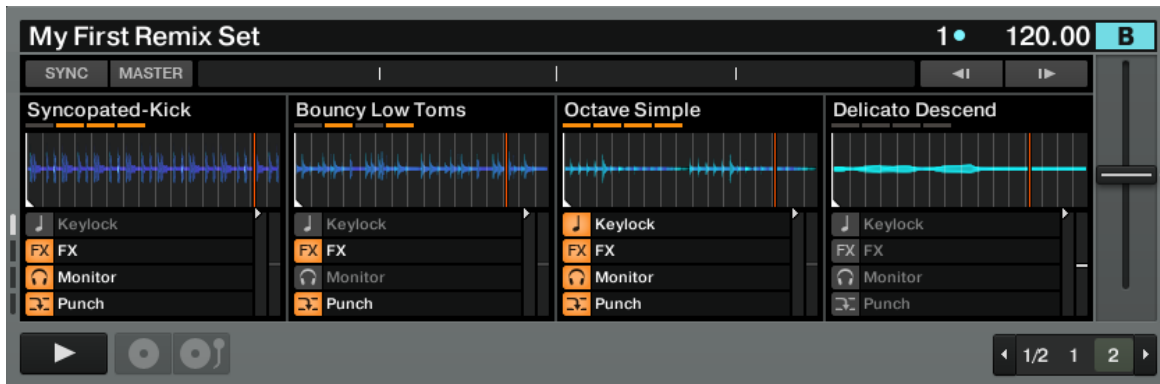 My First Remix Set 1 120.00 B
SYNC MASTER
Syncopated-Kick Bouncy Low Toms Octave Simple Delicato Descend
Keylock Keylock Keylock Keylock
FX FX FX FX FX FX FX FX
Monitor Monitor Monitor Monitor
Punch Punch Punch Punch
1/2 1 2